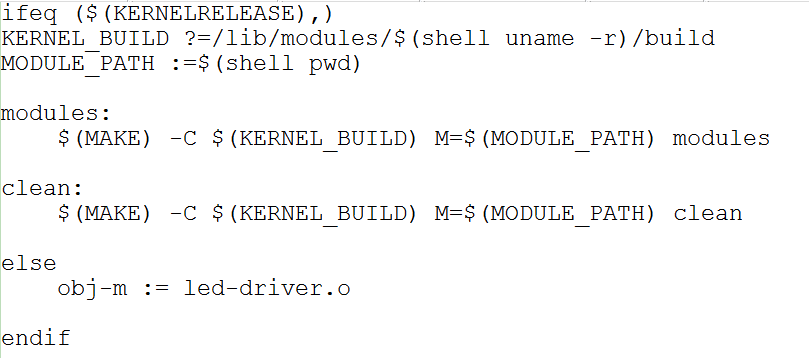 ifeq ($(KERNELRELEASE),)
KERNEL_BUILD ?=/lib/modules/$(shell uname -r)/build
MODULE_PATH :=$(shell pwd)
modules:
$(MAKE) -C $(KERNEL_BUILD) M=$(MODULE_PATH) modules
clean:
$(MAKE) -C $(KERNEL_BUILD) M=$(MODULE_PATH) clean
else
obj-m := led-driver.o
endif